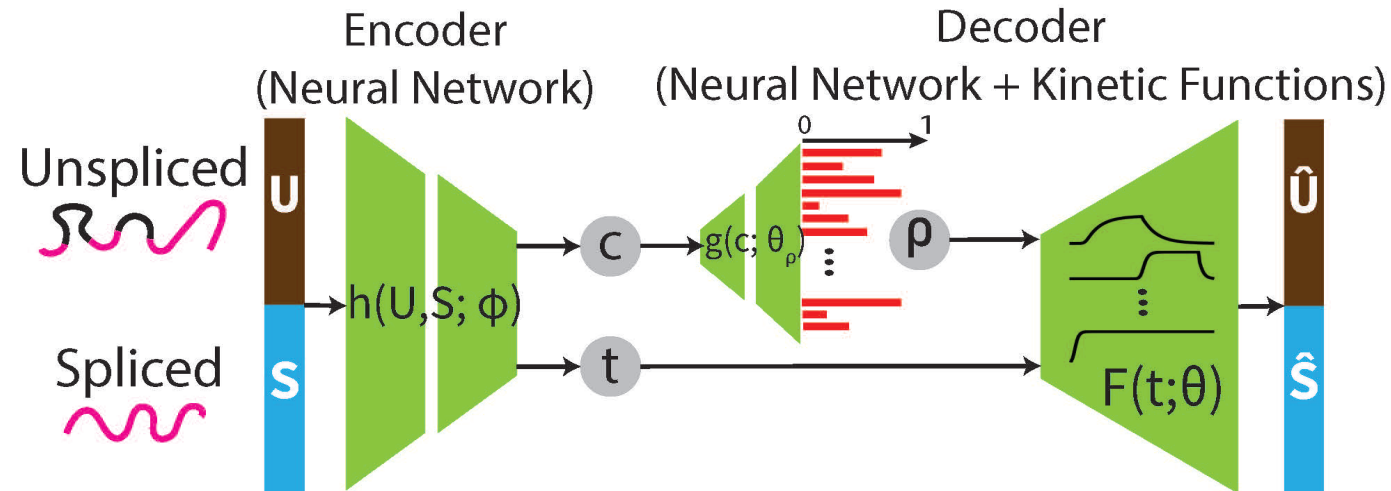 Encoder
(Neural Network)
Decoder
(Neural Network + Kinetic Functions)
0 1
Unspliced
U
Û
c
g(c; θρ)
ρ
h(U,S; ϕ)
Spliced
S
t
F(t;θ)
Ŝ